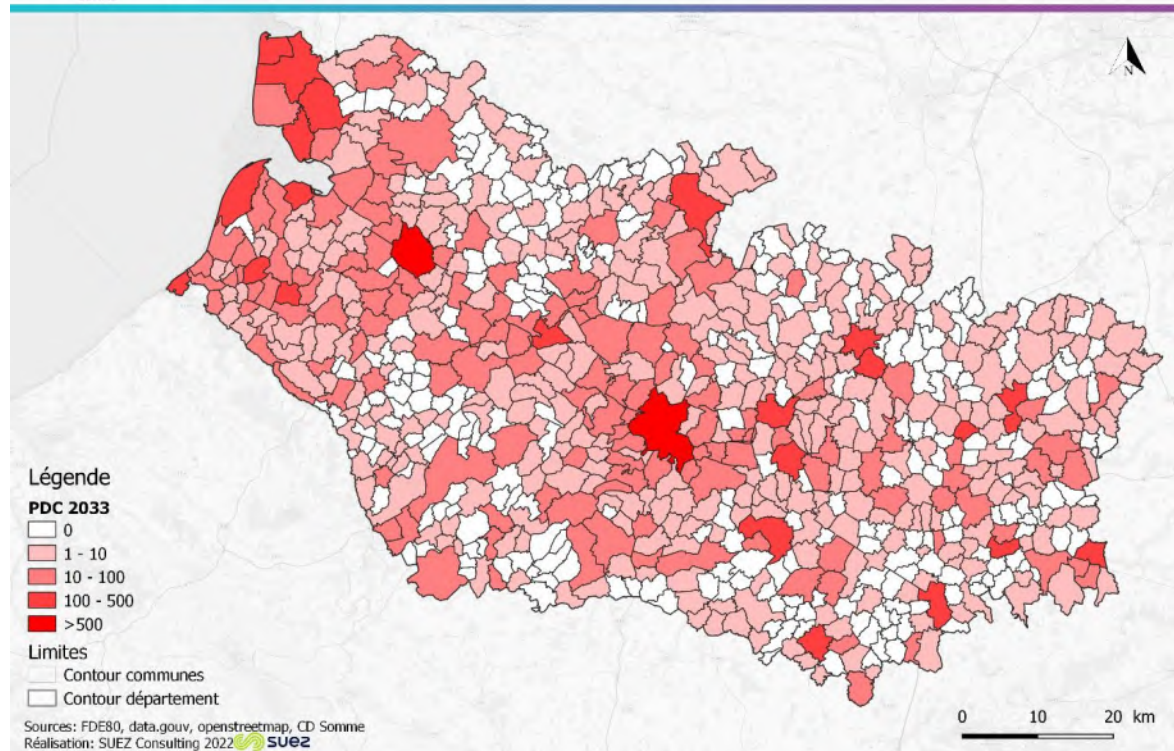 N
Légende
PDC 2033
0
1 - 10
10 - 100
100 - 500
>500
Limites
Contour communes
Contour département
Sources: FDE80, data.gouv, openstreetmap, CD Somme
Réalisation: SUEZ Consulting 2022 suez
0 10 20 km